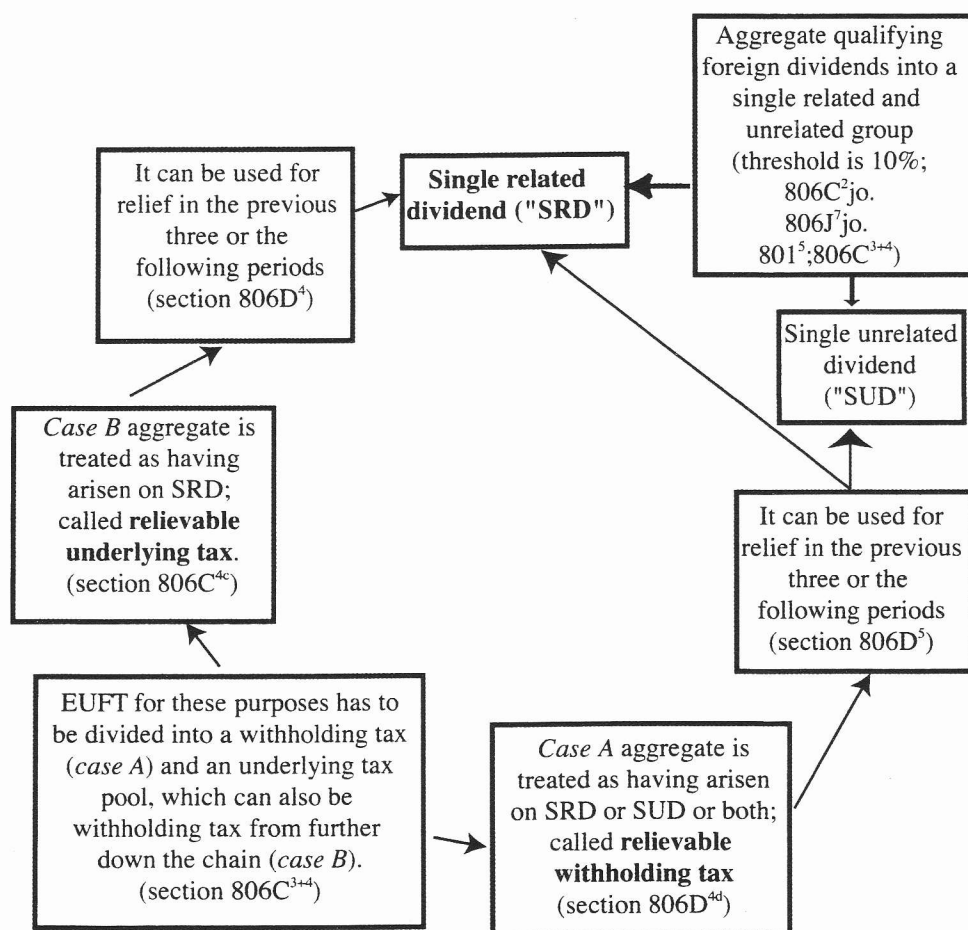 Aggregate qualifying
foreign dividends into a
single related and
unrelated group
(threshold is 10%;
806C²jo.
806J⁷jo.
801⁵;806C³⁺⁴)
It can be used for
relief in the previous
three or the
following periods
(section 806D⁴)
Single related
dividend ("SRD")
Single unrelated
dividend
("SUD")
Case B aggregate is
treated as having
arisen on SRD;
called relievable
underlying tax.
(section 806C⁴ᶜ)
It can be used for
relief in the previous
three or the
following periods
(section 806D⁵)
EUFT for these purposes has to
be divided into a withholding tax
(case A) and an underlying tax
pool, which can also be
withholding tax from further
down the chain (case B).
(section 806C³⁺⁴)
Case A aggregate is
treated as having arisen
on SRD or SUD or both;
called relievable
withholding tax
(section 806D⁴ᵈ)